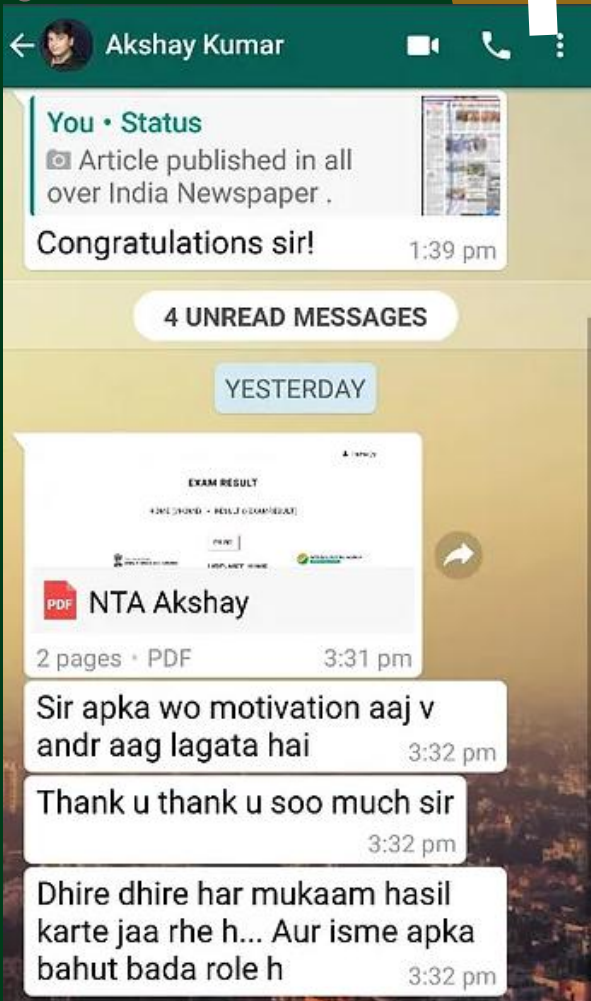 Akshay Kumar
You • Status
Article published in all
over India Newspaper .
Congratulations sir!
1:39 pm
4 UNREAD MESSAGES
YESTERDAY
EXAM RESULT
PRINT
PDF
NTA Akshay
2 pages • PDF
3:31 pm
Sir apka wo motivation aaj v
andr aag lagata hai
3:32 pm
Thank u thank u soo much sir
3:32 pm
Dhire dhire har mukaam hasil
karte jaa rhe h... Aur isme apka
bahut bada role h
3:32 pm